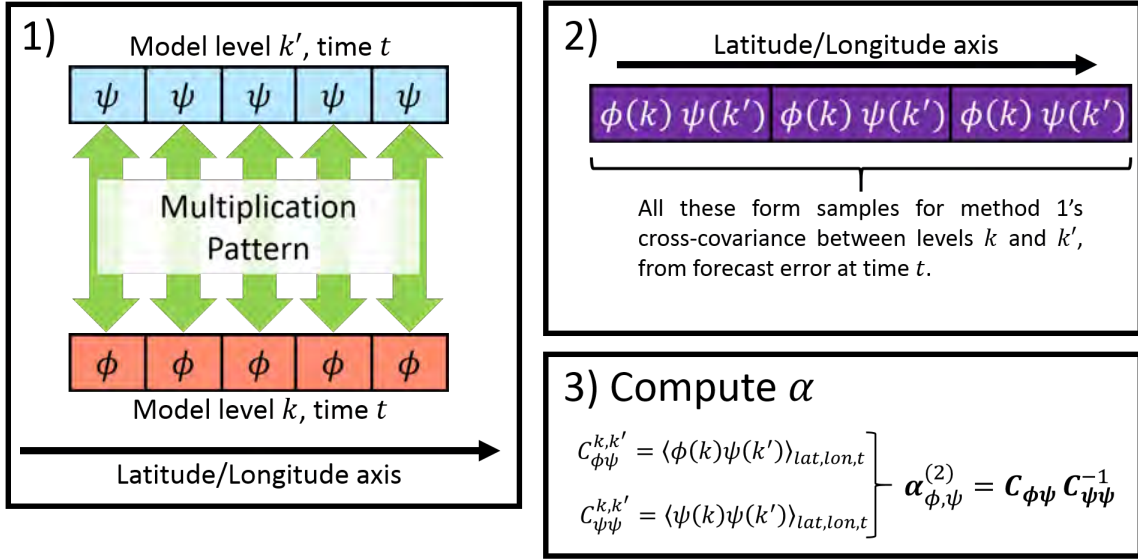 1)
Model level k′, time t
ψ ψ ψ ψ ψ
Multiplication
Pattern
ϕ ϕ ϕ ϕ ϕ
Model level k, time t
Latitude/Longitude axis
2)
Latitude/Longitude axis
ϕ(k) ψ(k′) ϕ(k) ψ(k′) ϕ(k) ψ(k′)
All these form samples for method 1's
cross-covariance between levels k and k′,
from forecast error at time t.
3) Compute α
C_{ϕψ}^{k,k′} = ⟨ϕ(k)ψ(k′)⟩_{lat,lon,t}
C_{ψψ}^{k,k′} = ⟨ψ(k)ψ(k′)⟩_{lat,lon,t}
α_{ϕ,ψ}^{(2)} = C_{ϕψ} C_{ψψ}^{-1}